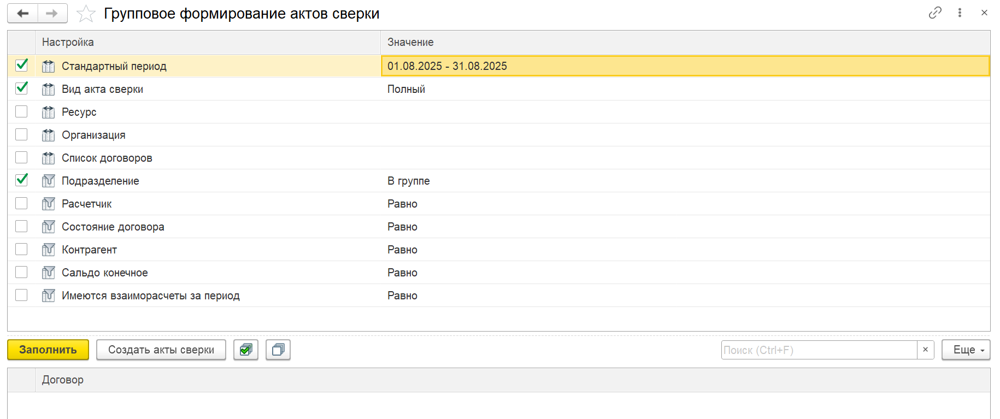 Групповое формирование актов сверки
Настройка Значение
Стандартный период 01.08.2025 - 31.08.2025
Вид акта сверки Полный
Ресурс
Организация
Список договоров
Подразделение В группе
Расчетчик Равно
Состояние договора Равно
Контрагент Равно
Сальдо конечное Равно
Имеются взаиморасчеты за период Равно
Заполнить Создать акты сверки Поиск (Ctrl+F) × Еще
Договор